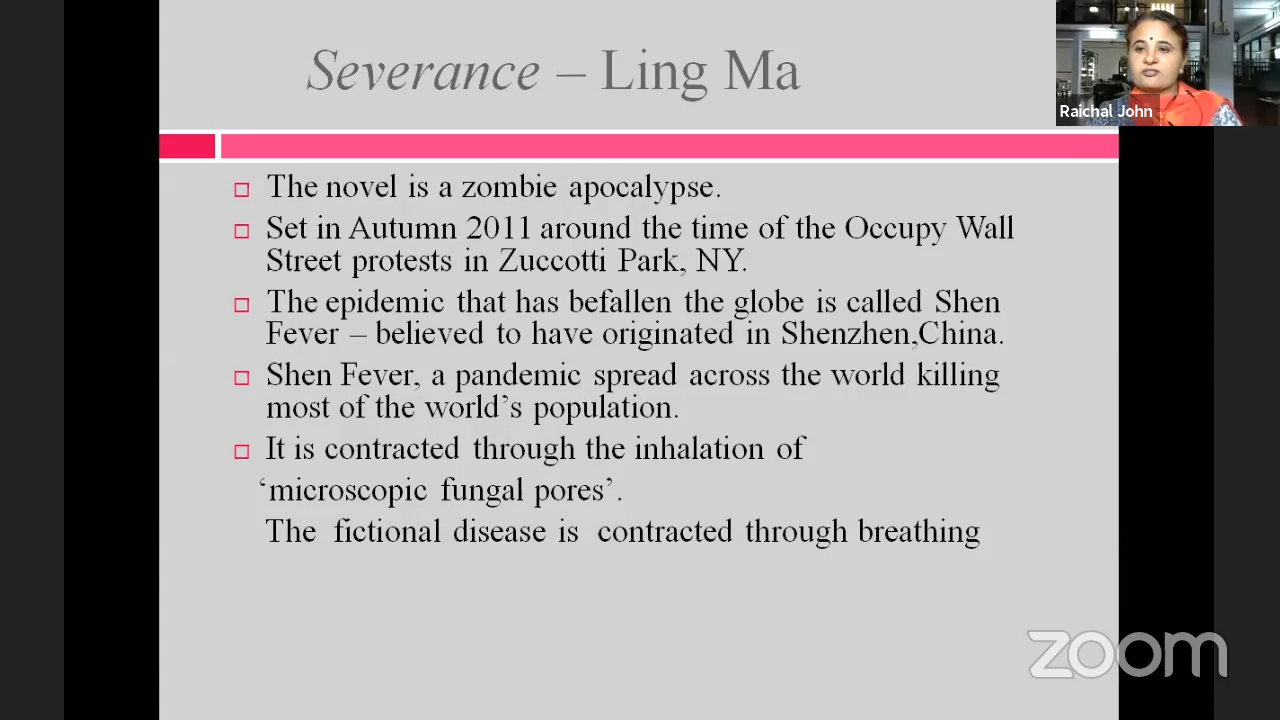 Severance – Ling Ma
Raichal John
The novel is a zombie apocalypse.
Set in Autumn 2011 around the time of the Occupy Wall
Street protests in Zuccotti Park, NY.
The epidemic that has befallen the globe is called Shen
Fever – believed to have originated in Shenzhen,China.
Shen Fever, a pandemic spread across the world killing
most of the world’s population.
It is contracted through the inhalation of
‘microscopic fungal pores’.
The fictional disease is contracted through breathing
zoom